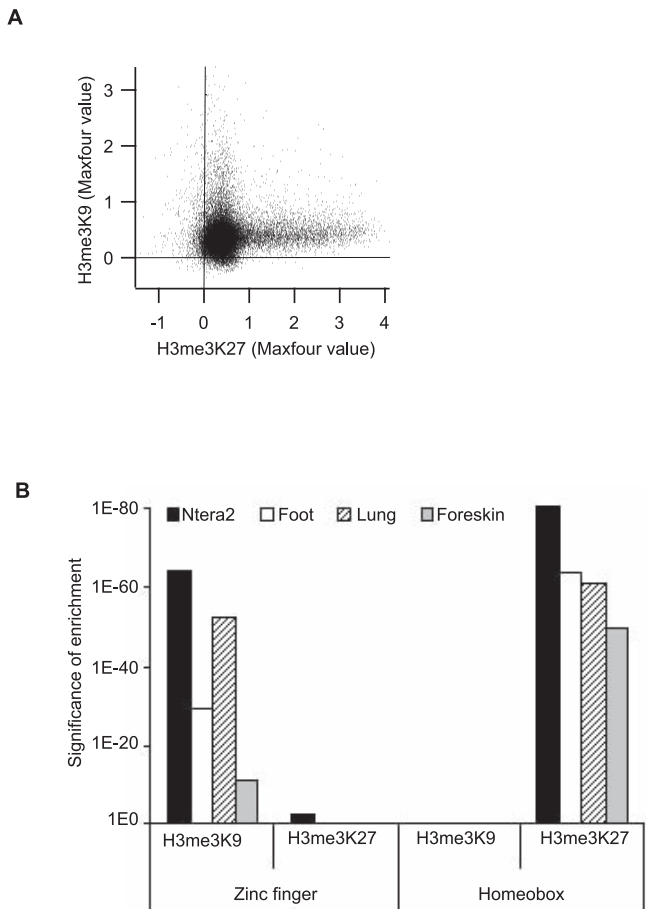 A
H3me3K9 (Maxfour value)
3
2
1
0
-1 0 1 2 3 4
H3me3K27 (Maxfour value)
B
Significance of enrichment
1E-80
1E-60
1E-40
1E-20
1E0
Ntera2 Foot Lung Foreskin
H3me3K9 H3me3K27 H3me3K9 H3me3K27
Zinc finger Homeobox